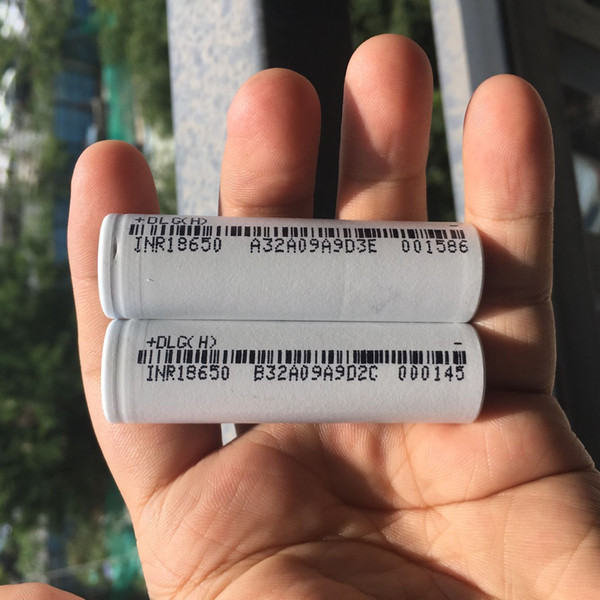 +DLG(H) -
INR18650 A32A09A9D3E 001586
+DLG(H) -
INR18650 B32A09A9D2C 000145